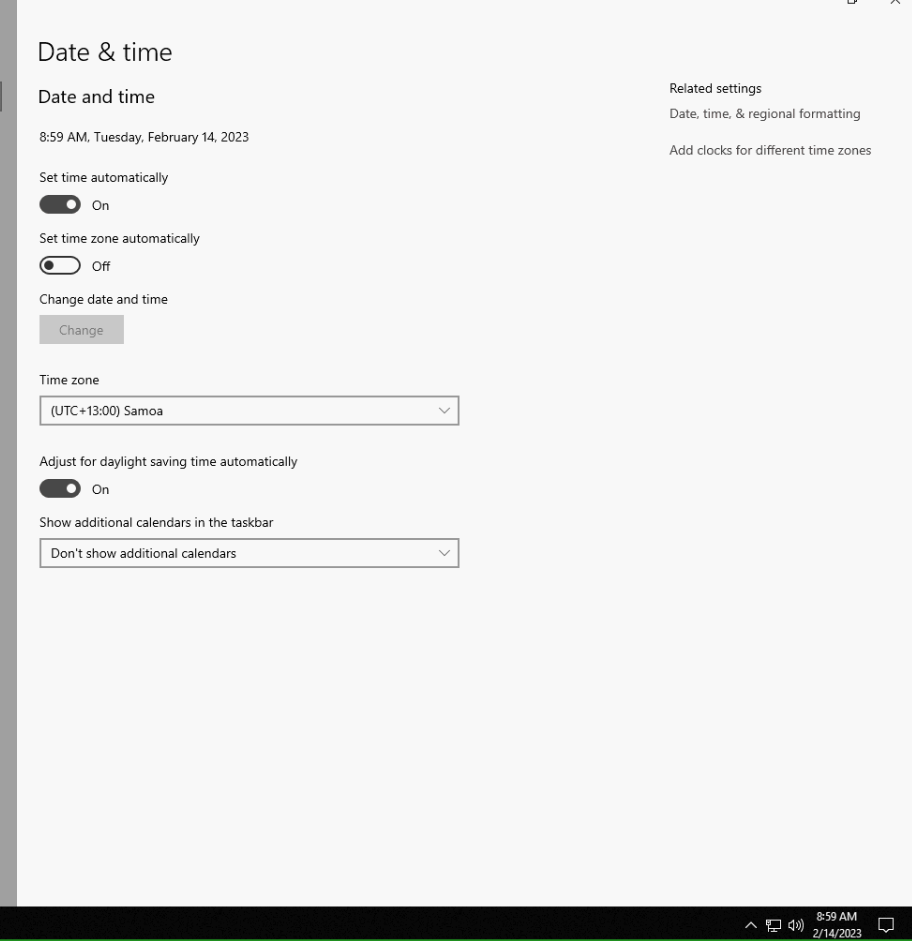 Date & time
Date and time
8:59 AM, Tuesday, February 14, 2023
Set time automatically
On
Set time zone automatically
Off
Change date and time
Change
Time zone
(UTC+13:00) Samoa
Adjust for daylight saving time automatically
On
Show additional calendars in the taskbar
Don't show additional calendars
Related settings
Date, time, & regional formatting
Add clocks for different time zones
8:59 AM
2/14/2023